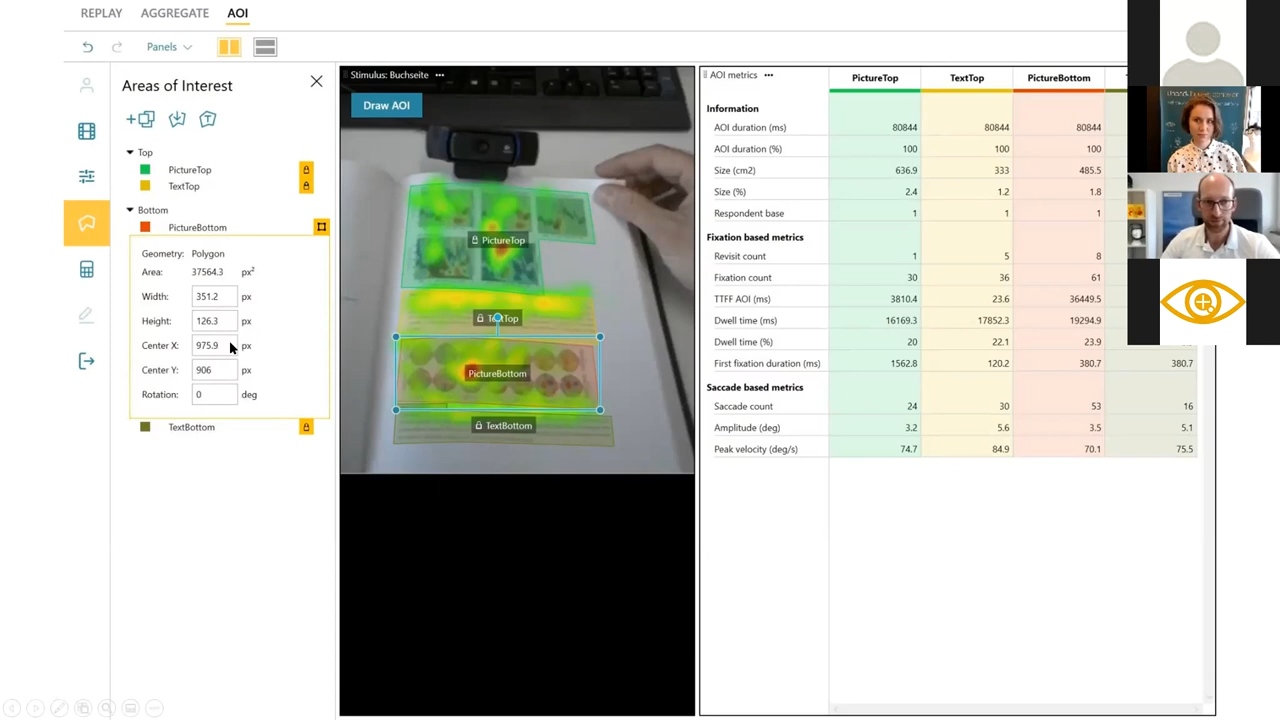 REPLAY
AGGREGATE
AOI
Panels
Areas of Interest
Top
PictureTop
TextTop
Bottom
PictureBottom
Geometry: Polygon
Area: 37564.3 px²
Width: 351.2 px
Height: 126.3 px
Center X: 975.9 px
Center Y: 906 px
Rotation: 0 deg
TextBottom
Stimulus: Buchseite
Draw AOI
PictureTop
PictureBottom
TextBottom
AOI metrics PictureTop TextTop PictureBottom
Information
AOI duration (ms) 80844 80844 80844
AOI duration (%) 100 100 100
Size (cm2) 636.9 333 485.5
Size (%) 2.4 1.2 1.8
Respondent base 1 1 1
Fixation based metrics
Revisit count 1 5 8
Fixation count 30 36 61
TTFF AOI (ms) 3810.4 23.6 36449.5
Dwell time (ms) 16169.3 17852.3 19294.9
Dwell time (%) 20 22.1 23.9
First fixation duration (ms) 1562.8 120.2 380.7 380.7
Saccade based metrics
Saccade count 24 30 53 16
Amplitude (deg) 3.2 5.6 3.5 5.1
Peak velocity (deg/s) 74.7 84.9 70.1 75.5